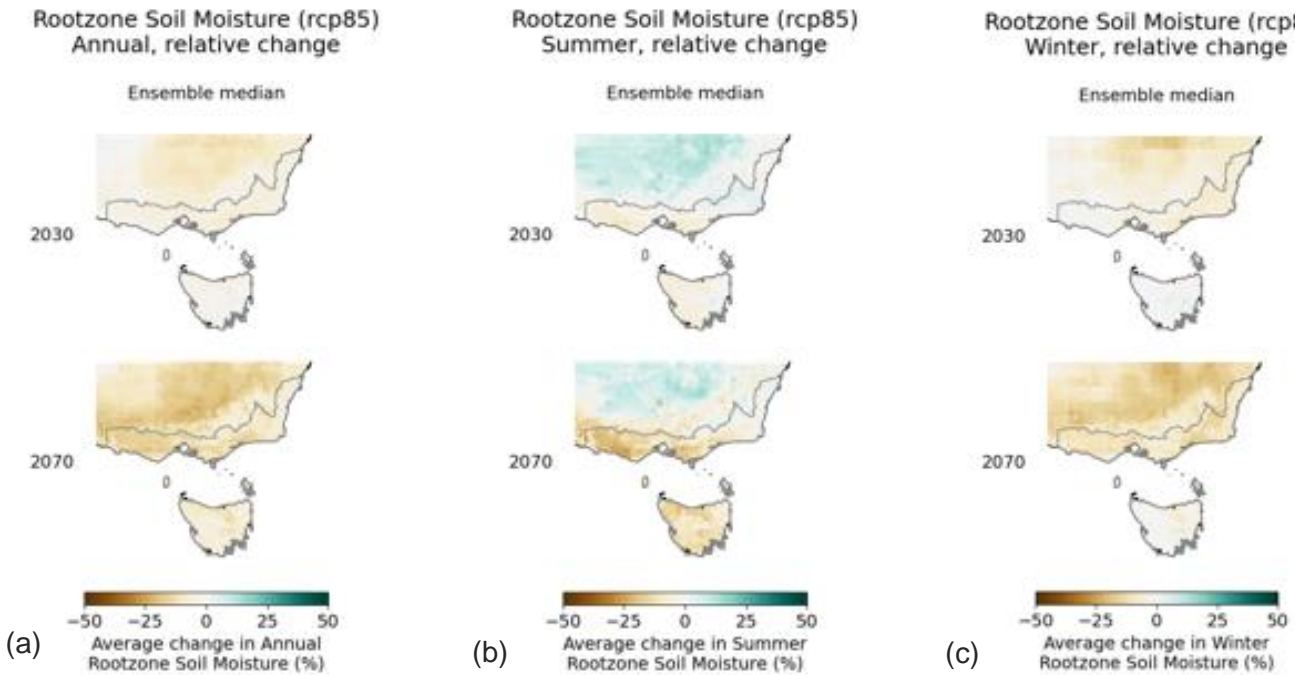 Rootzone Soil Moisture (rcp85)
Annual, relative change
Ensemble median
2030
2070
−50 −25 0 25 50
Average change in Annual
Rootzone Soil Moisture (%)
(a)
Rootzone Soil Moisture (rcp85)
Summer, relative change
Ensemble median
2030
2070
−50 −25 0 25 50
Average change in Summer
Rootzone Soil Moisture (%)
(b)
Rootzone Soil Moisture (rcp8
Winter, relative change
Ensemble median
2030
2070
−50 −25 0 25 50
Average change in Winter
Rootzone Soil Moisture (%)
(c)